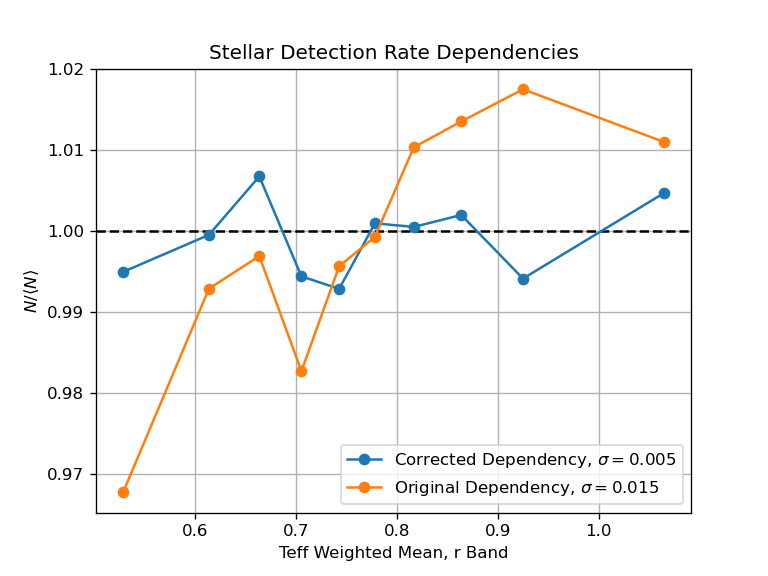 Stellar Detection Rate Dependencies
1.02
1.01
1.00
0.99
0.98
0.97
N/⟨N⟩
Corrected Dependency, σ = 0.005
Original Dependency, σ = 0.015
0.6 0.7 0.8 0.9 1.0
Teff Weighted Mean, r Band